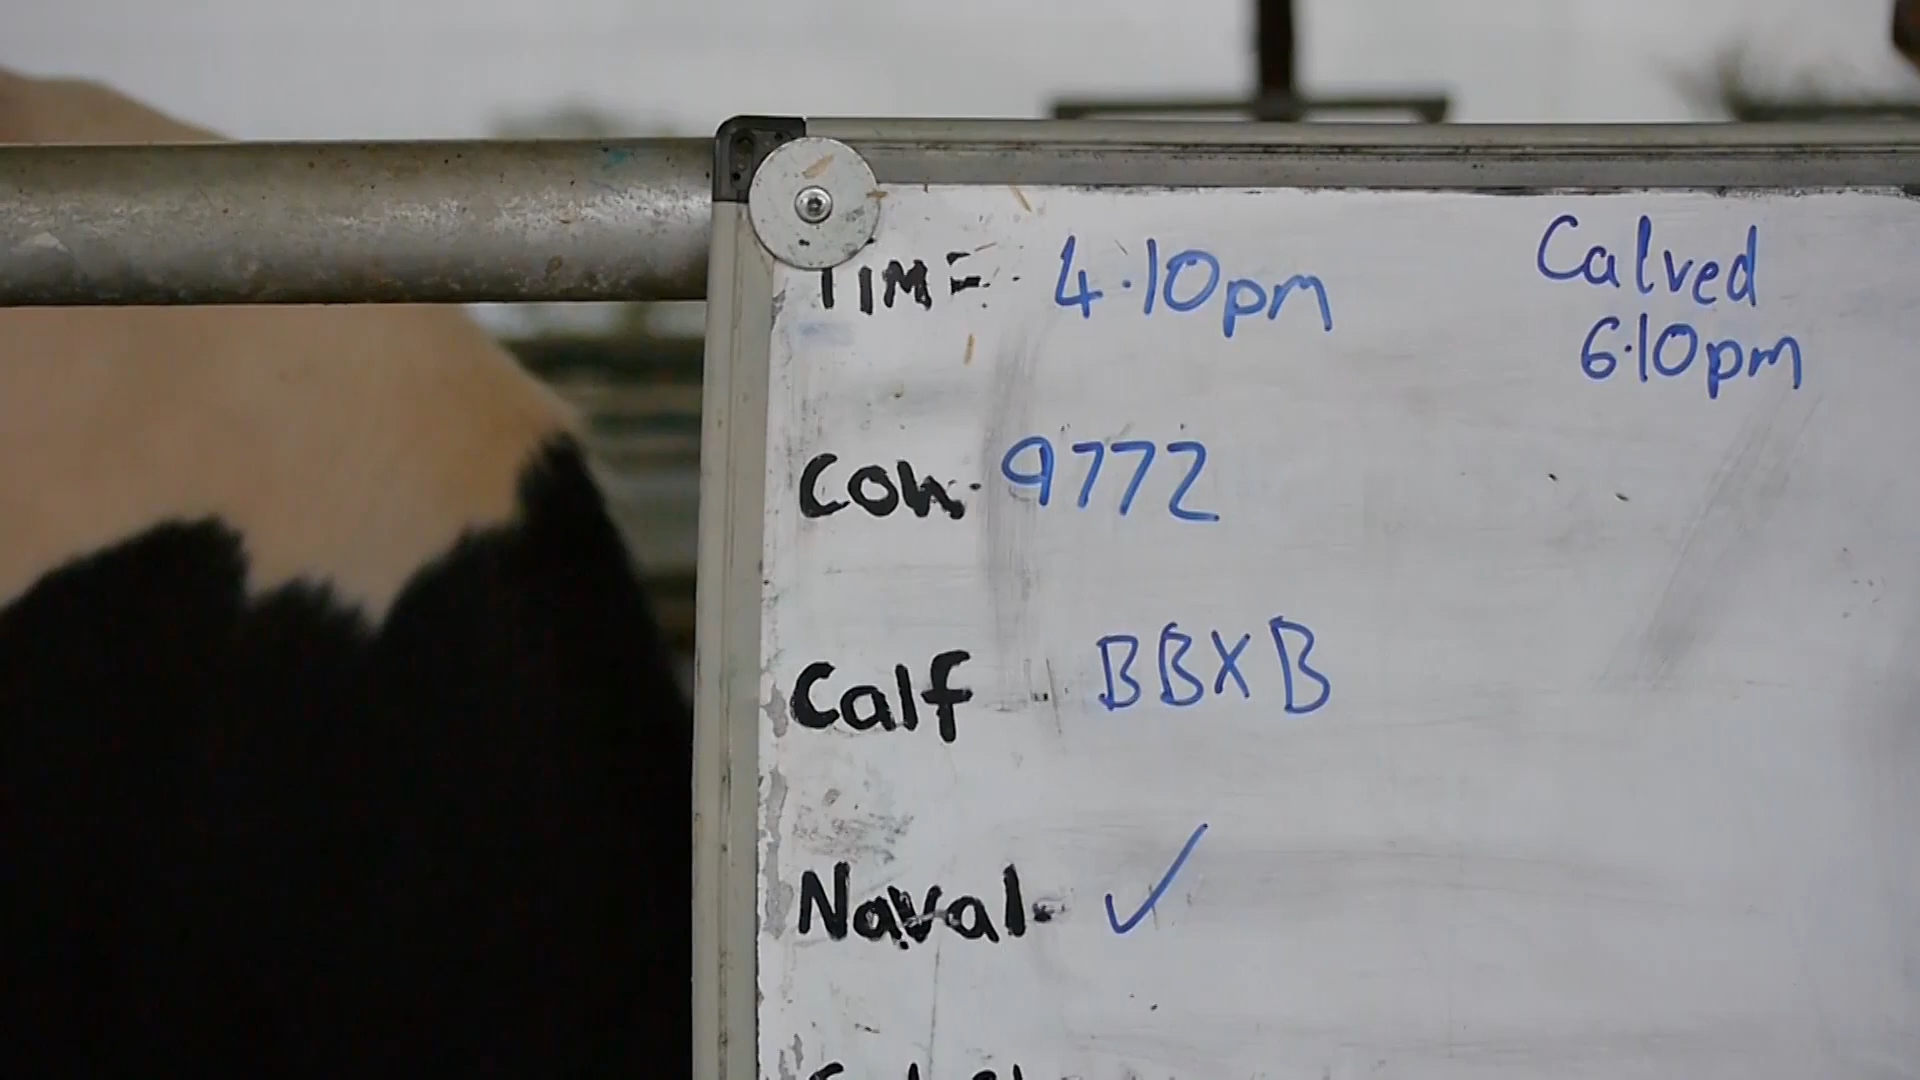 TIME - 4.10pm
Calved
6.10pm
Cow - 9772
Calf - BBXB
Naval - ✓